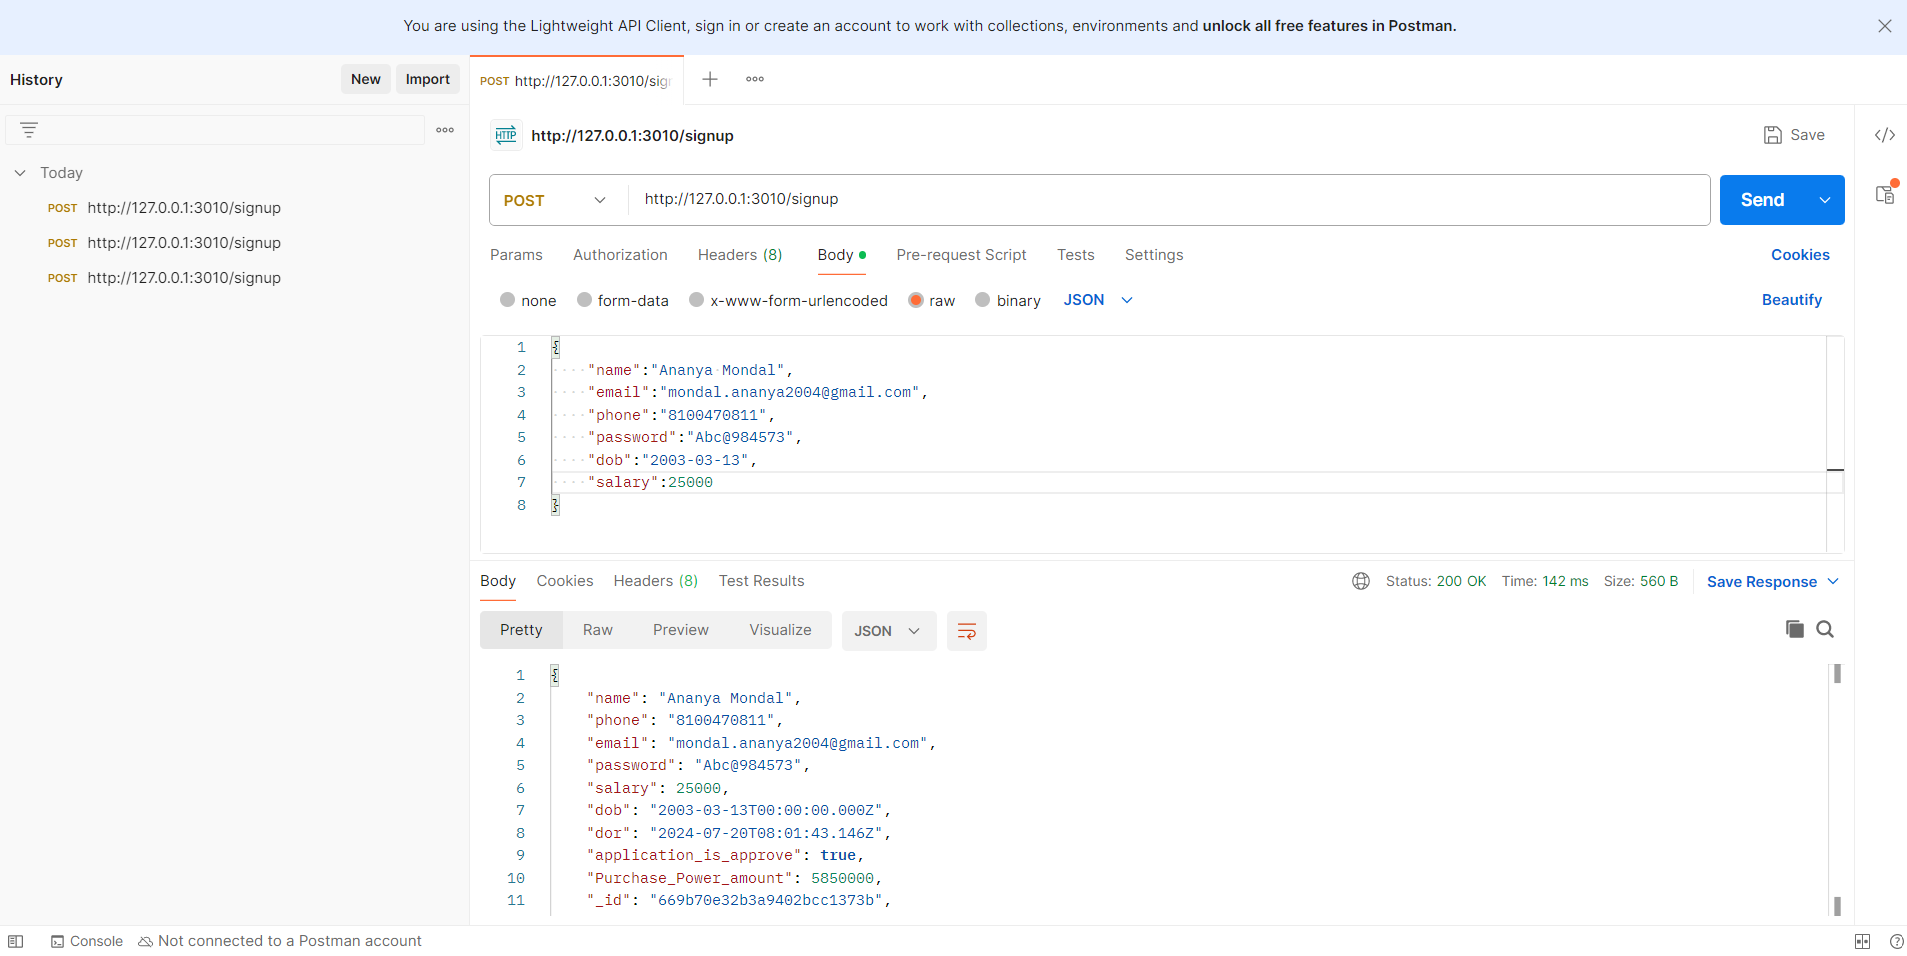 You are using the Lightweight API Client, sign in or create an account to work with collections, environments and unlock all free features in Postman.
History
New
Import
POST http://127.0.0.1:3010/sig
Today
POST http://127.0.0.1:3010/signup
POST http://127.0.0.1:3010/signup
POST http://127.0.0.1:3010/signup
HTTP http://127.0.0.1:3010/signup
Save
</>
POST http://127.0.0.1:3010/signup
Send
Params Authorization Headers (8) Body Pre-request Script Tests Settings
Cookies
none form-data x-www-form-urlencoded raw binary JSON
Beautify
1 {
2 "name":"Ananya Mondal",
3 "email":"mondal.ananya2004@gmail.com",
4 "phone":"8100470811",
5 "password":"Abc@984573",
6 "dob":"2003-03-13",
7 "salary":25000
8 }
Body Cookies Headers (8) Test Results
Status: 200 OK Time: 142 ms Size: 560 B
Save Response
Pretty Raw Preview Visualize JSON
1 {
2 "name": "Ananya Mondal",
3 "phone": "8100470811",
4 "email": "mondal.ananya2004@gmail.com",
5 "password": "Abc@984573",
6 "salary": 25000,
7 "dob": "2003-03-13T00:00:00.000Z",
8 "dor": "2024-07-20T08:01:43.146Z",
9 "application_is_approve": true,
10 "Purchase_Power_amount": 5850000,
11 "_id": "669b70e32b3a9402bcc1373b",
Console
Not connected to a Postman account